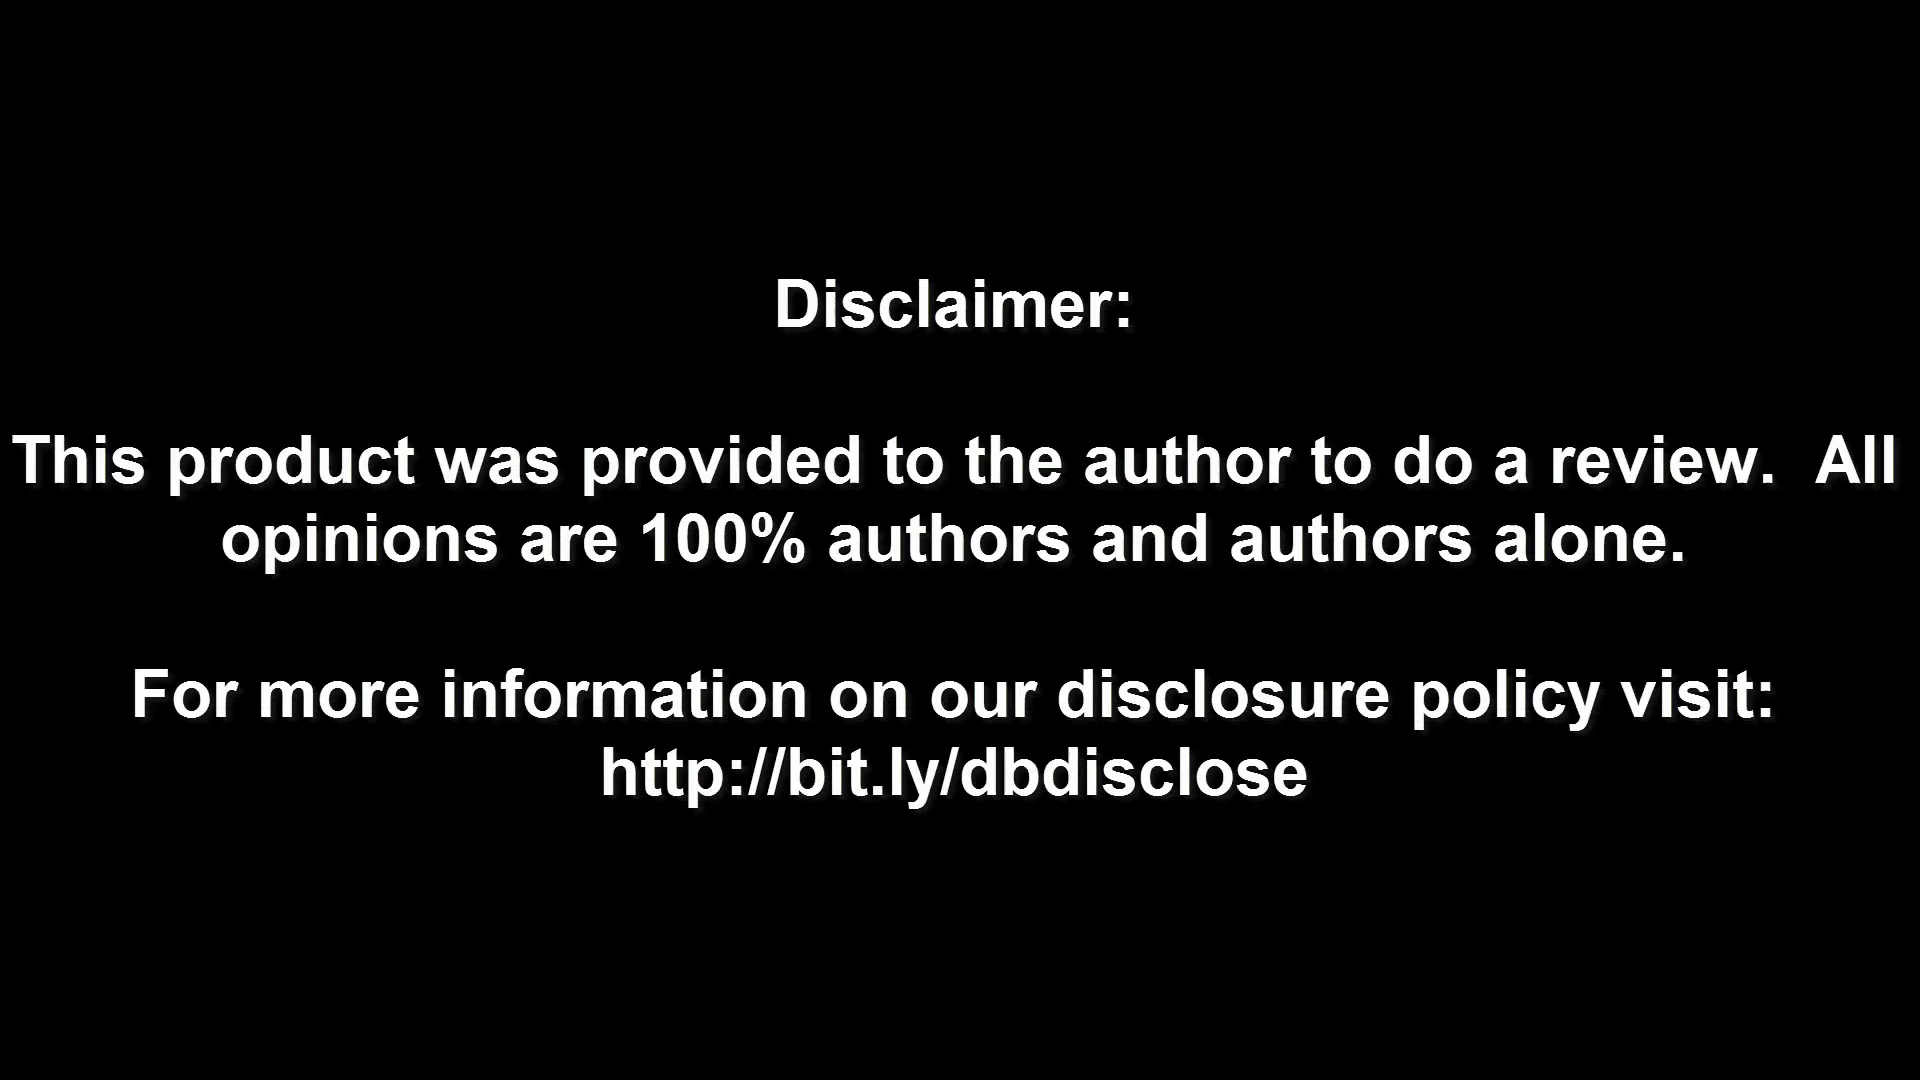 Disclaimer:
This product was provided to the author to do a review.  All
opinions are 100% authors and authors alone.
For more information on our disclosure policy visit:
http://bit.ly/dbdisclose